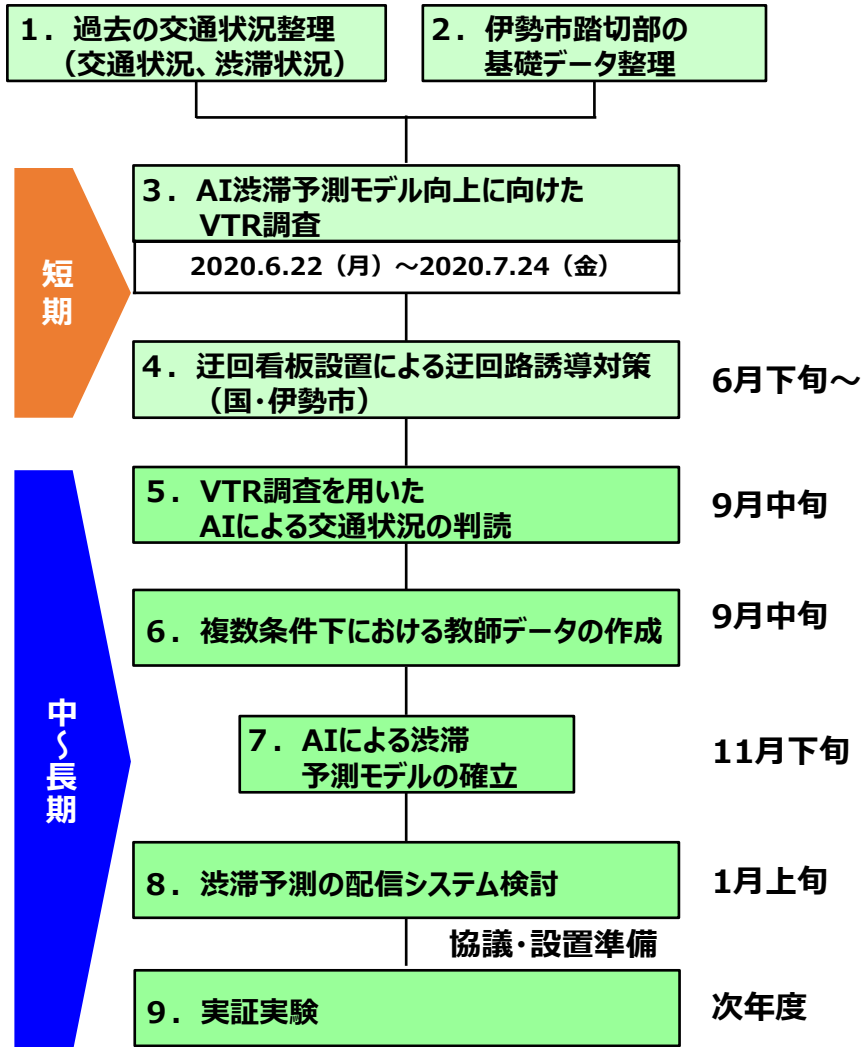 1．過去の交通状況整理
（交通状況、渋滞状況）
2．伊勢市踏切部の
基礎データ整理
短期
3．AI渋滞予測モデル向上に向けた
VTR調査
2020.6.22（月）～2020.7.24（金）
4．迂回看板設置による迂回路誘導対策
（国･伊勢市）
6月下旬～
中～長期
5．VTR調査を用いた
AIによる交通状況の判読
9月中旬
6．複数条件下における教師データの作成
9月中旬
7．AIによる渋滞
予測モデルの確立
11月下旬
8．渋滞予測の配信システム検討
1月上旬
協議･設置準備
9．実証実験
次年度